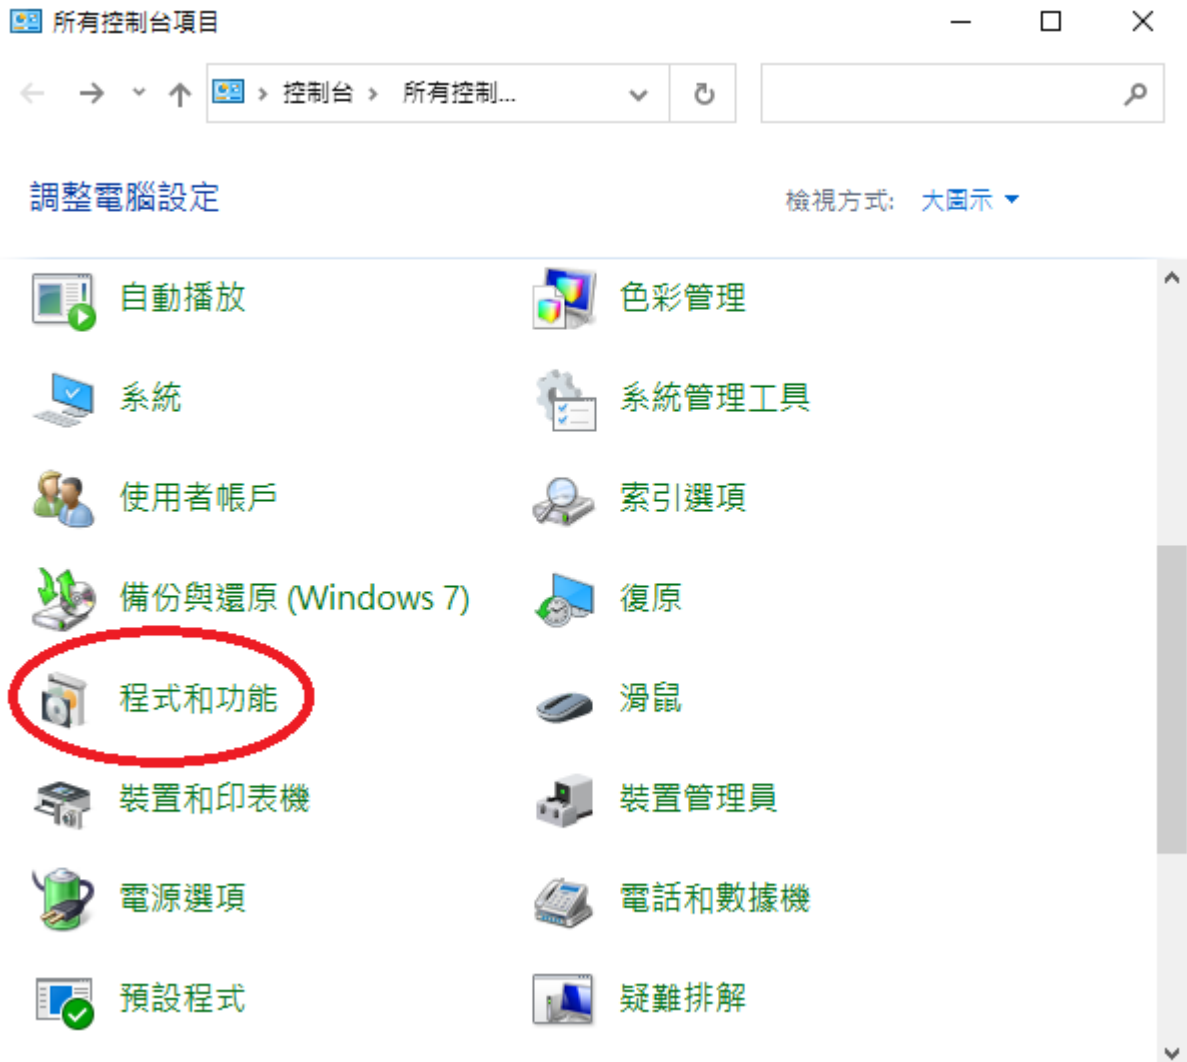 所有控制台項目
控制台 所有控制...
調整電腦設定
檢視方式: 大圖示
自動播放 色彩管理
系統 系統管理工具
使用者帳戶 索引選項
備份與還原 (Windows 7) 復原
程式和功能 滑鼠
裝置和印表機 裝置管理員
電源選項 電話和數據機
預設程式 疑難排解